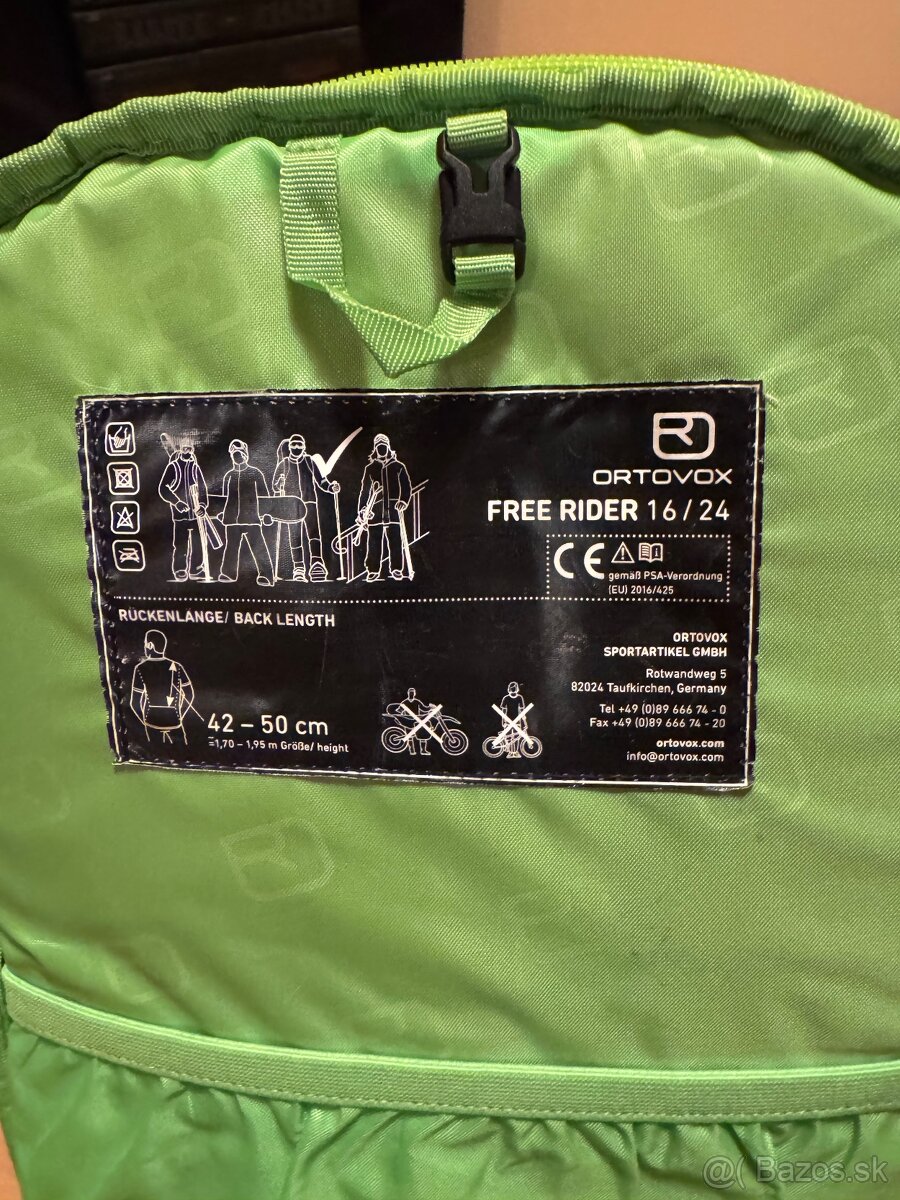 ORTOVOX
FREE RIDER 16/24
CE
gemäß PSA-Verordnung
(EU) 2016/425
RÜCKENLÄNGE/ BACK LENGTH
42 – 50 cm
=1,70 – 1,95 m Größe/ height
ORTOVOX
SPORTARTIKEL GMBH
Rotwandweg 5
82024 Taufkirchen, Germany
Tel +49 (0)89 666 74 - 0
Fax +49 (0)89 666 74 - 20
ortovox.com
info@ortovox.com
@( Bazos.sk